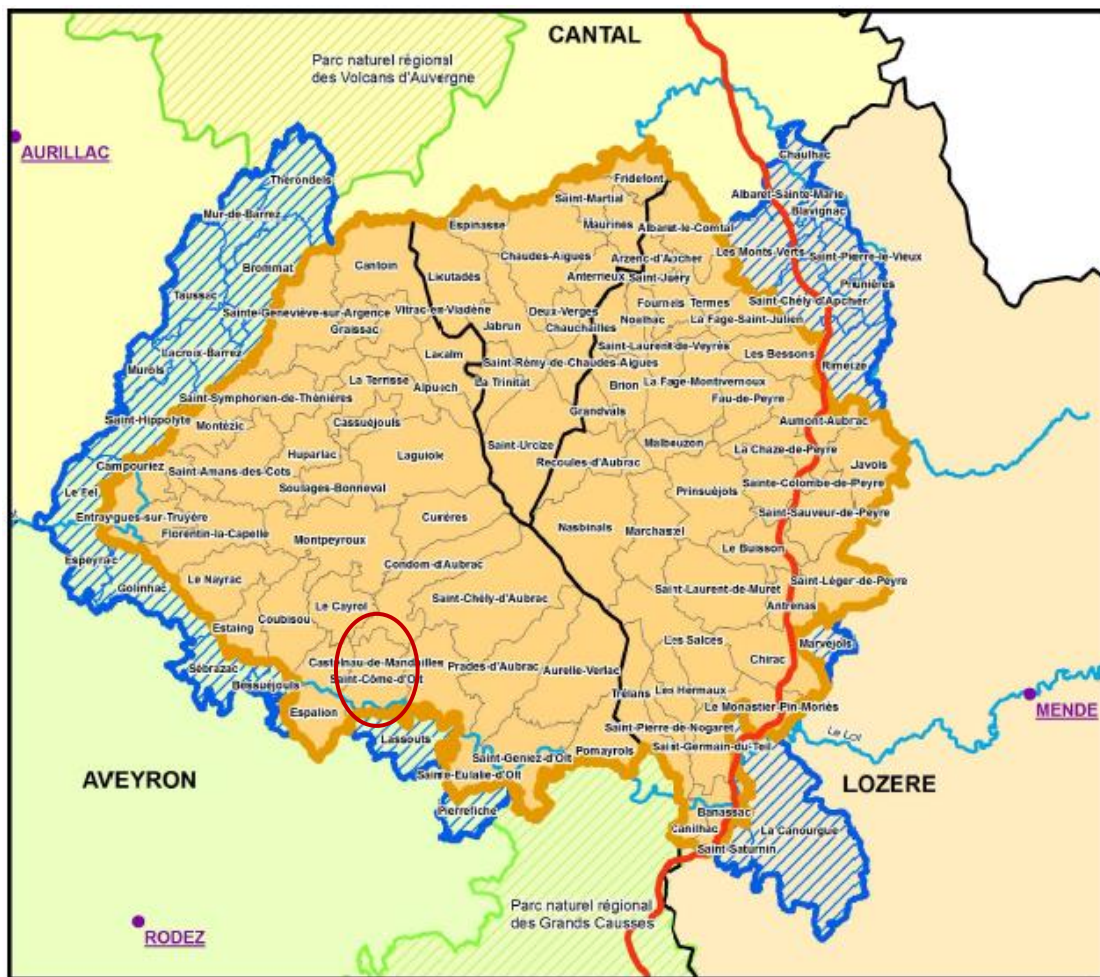 CANTAL
Parc naturel régional
des Volcans d'Auvergne
AURILLAC
Chaulhac
Thérondels
Fridefont
Saint-Martial
Albaret-Sainte-Marie
Mur-de-Barrez
Espinasse
Maurines
Albaret-le-Comtal
Blavignac
Les Monts-Verts
Saint-Pierre-le-Vieux
Brommat
Cantoin
Lieutadès
Chaudes-Aigues
Arzenc-d'Apcher
Anterrieux
Saint-Juéry
Prunières
Taussac
Sainte-Geneviève-sur-Argence
Vitrac-en-Viadène
Deux-Verges
Fournels
Termes
Saint-Chély-d'Apcher
Graissac
Jabrun
Chauchailles
Noalhac
La Fage-Saint-Julien
Lacroix-Barrez
Lacalm
Saint-Laurent-de-Veyrès
Les Bessons
Murols
Saint-Rémy-de-Chaudes-Aigues
Rimeize
La Terrisse
Alpuech
La Trinitat
Brion
La Fage-Montivernoux
Saint-Symphorien-de-Thénières
Fau-de-Peyre
Saint-Hippolyte
Montézic
Cassuéjouls
Grandvals
Aumont-Aubrac
Saint-Urcize
Malbouzon
La Chaze-de-Peyre
Huparlac
Laguiole
Campouriez
Saint-Amans-des-Cots
Recoules-d'Aubrac
Javols
Soulages-Bonneval
Prinsuéjols
Sainte-Colombe-de-Peyre
Le Fel
Entraygues-sur-Truyère
Curières
Saint-Sauveur-de-Peyre
Florentin-la-Capelle
Montpeyroux
Nasbinals
Marchastel
Le Buisson
Espeyrac
Condom-d'Aubrac
Golinhac
Le Nayrac
Saint-Laurent-de-Muret
Saint-Léger-de-Peyre
Saint-Chély-d'Aubrac
Antrenas
Le Cayrol
Estaing
Coubisou
Les Salces
Marvejols
Sébrazac
Castelnau-de-Mandailles
Prades-d'Aubrac
Aurelle-Verlac
Chirac
Saint-Côme-d'Olt
Bessuéjouls
Trélans
Les Hermaux
MENDE
Espalion
Le Monastier-Pin-Moriès
Saint-Pierre-de-Nogaret
Le Lot
Lassouts
Saint-Germain-du-Teil
Saint-Geniez-d'Olt
Pomayrols
Sainte-Eulalie-d'Olt
AVEYRON
LOZERE
Pierrefiche
Banassac
Canilhac
La Canourgue
Saint-Saturnin
Parc naturel régional
des Grands Causses
RODEZ